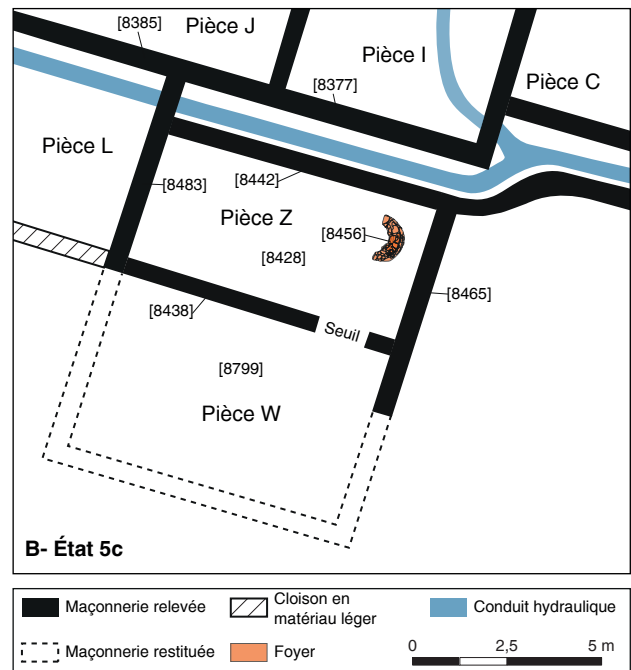 [8385]
Pièce J
Pièce I
[8377]
Pièce C
Pièce L
[8483]
[8442]
Pièce Z
[8456]
[8428]
[8465]
[8438]
Seuil
[8799]
Pièce W
B- État 5c
Maçonnerie relevée
Cloison en
matériau léger
Conduit hydraulique
Maçonnerie restituée
Foyer
0 2,5 5 m